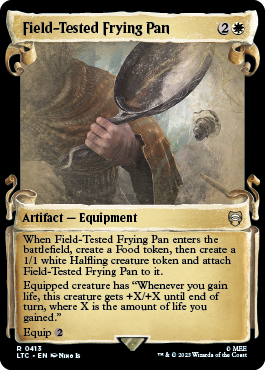 Field-Tested Frying Pan 2
Artifact — Equipment
When Field-Tested Frying Pan enters the
battlefield, create a Food token, then create a
1/1 white Halfling creature token and attach
Field-Tested Frying Pan to it.
Equipped creature has “Whenever you gain
life, this creature gets +X/+X until end of
turn, where X is the amount of life you
gained.”
Equip 2
R 0413
LTC • EN
© MEE
™ & © 2023 Wizards of the Coast